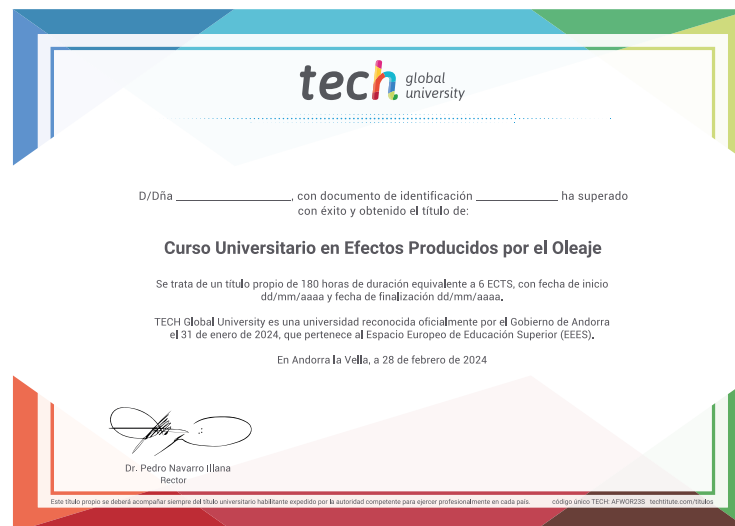 tech global university
D/Dña ____________________, con documento de identificación ______________ ha superado
con éxito y obtenido el título de:
Curso Universitario en Efectos Producidos por el Oleaje
Se trata de un título propio de 180 horas de duración equivalente a 6 ECTS, con fecha de inicio
dd/mm/aaaa y fecha de finalización dd/mm/aaaa.
TECH Global University es una universidad reconocida oficialmente por el Gobierno de Andorra
el 31 de enero de 2024, que pertenece al Espacio Europeo de Educación Superior (EEES).
En Andorra la Vella, a 28 de febrero de 2024
Dr. Pedro Navarro Illana
Rector
Este título propio se deberá acompañar siempre del título universitario habilitante expedido por la autoridad competente para ejercer profesionalmente en cada país. código único TECH: AFWOR23S techtitute.com/titulos